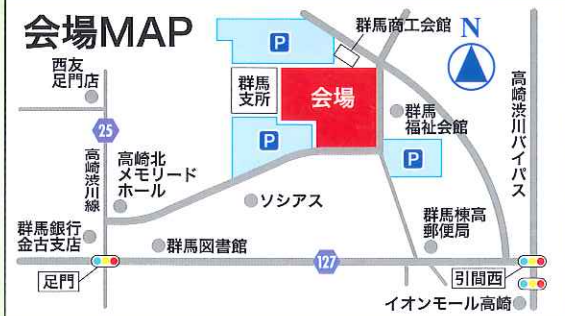 会場MAP
群馬商工会館
N
P
西友
足門店
群馬
支所
会場
高崎渋川バイパス
群馬
福祉会館
25
P
P
高崎渋川線
高崎北
メモリード
ホール
ソシアス
群馬銀行
金古支店
群馬図書館
群馬棟高
郵便局
足門
127
引間西
イオンモール高崎